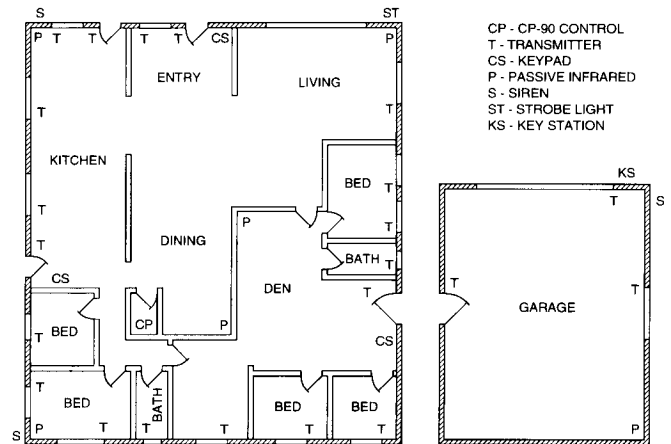 S
ST
P T T T T CS P
ENTRY
LIVING
T
T
KITCHEN
BED
T
T
T
T
P
DINING
BATH
T
CS
DEN
T
T
BED
CP
P
CS
T
BED
BATH
BED
BED
S
P T T T T T T
CP - CP-90 CONTROL
T - TRANSMITTER
CS - KEYPAD
P - PASSIVE INFRARED
S - SIREN
ST - STROBE LIGHT
KS - KEY STATION
KS
T
S
T
T
GARAGE
P